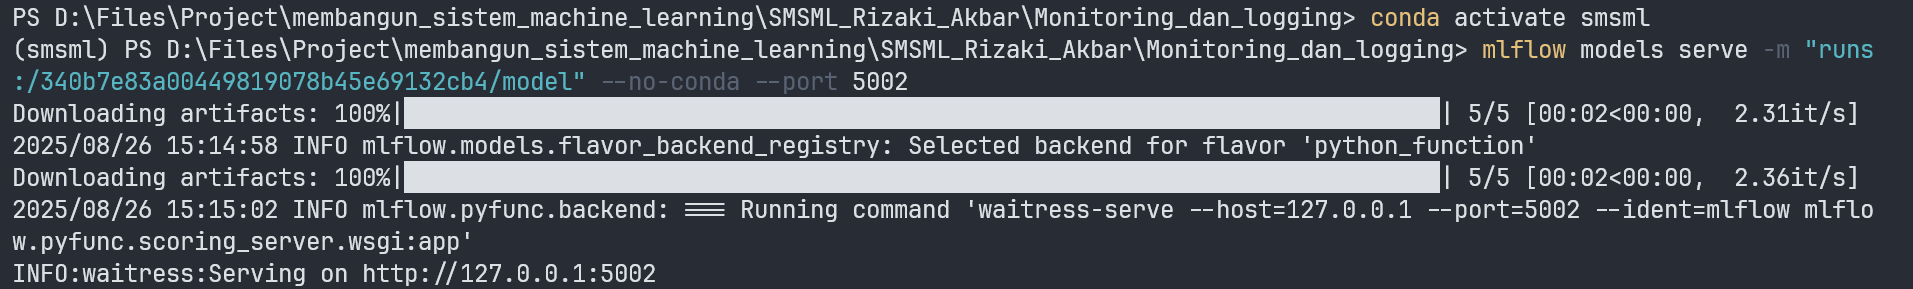 PS D:\Files\Project\membangun_sistem_machine_learning\SMSML_Rizaki_Akbar\Monitoring_dan_logging> conda activate smsml
(smsml) PS D:\Files\Project\membangun_sistem_machine_learning\SMSML_Rizaki_Akbar\Monitoring_dan_logging> mlflow models serve -m "runs
:/340b7e83a00449819078b45e69132cb4/model" --no-conda --port 5002
Downloading artifacts: 100%|██████████| 5/5 [00:02<00:00,  2.31it/s]
2025/08/26 15:14:58 INFO mlflow.models.flavor_backend_registry: Selected backend for flavor 'python_function'
Downloading artifacts: 100%|██████████| 5/5 [00:02<00:00,  2.36it/s]
2025/08/26 15:15:02 INFO mlflow.pyfunc.backend: === Running command 'waitress-serve --host=127.0.0.1 --port=5002 --ident=mlflow mlflo
w.pyfunc.scoring_server.wsgi:app'
INFO:waitress:Serving on http://127.0.0.1:5002